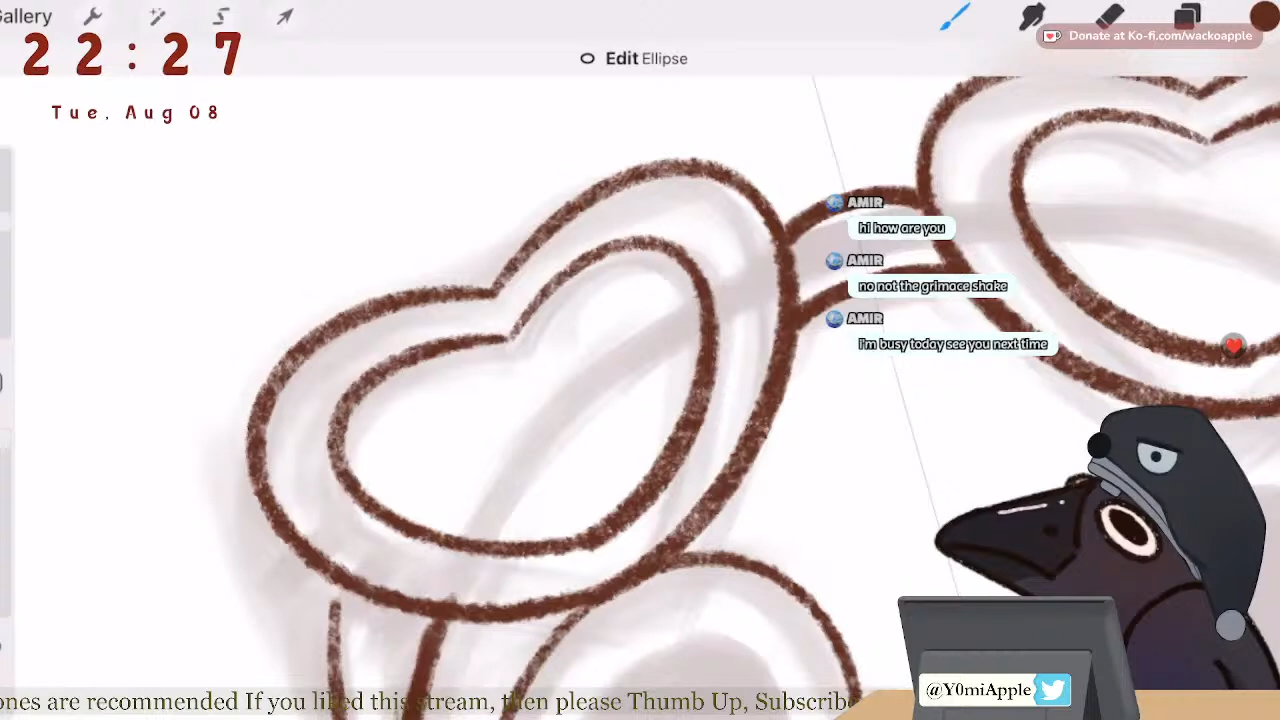 Gallery
Donate at Ko-fi.com/wackoapple
22:27
Edit Ellipse
Tue, Aug 08
AMIR
hi how are you
AMIR
no not the grimace shake
AMIR
i'm busy today see you next time
@Y0miApple
ones are recommended If you liked this stream, then please Thumb Up, Subscribe